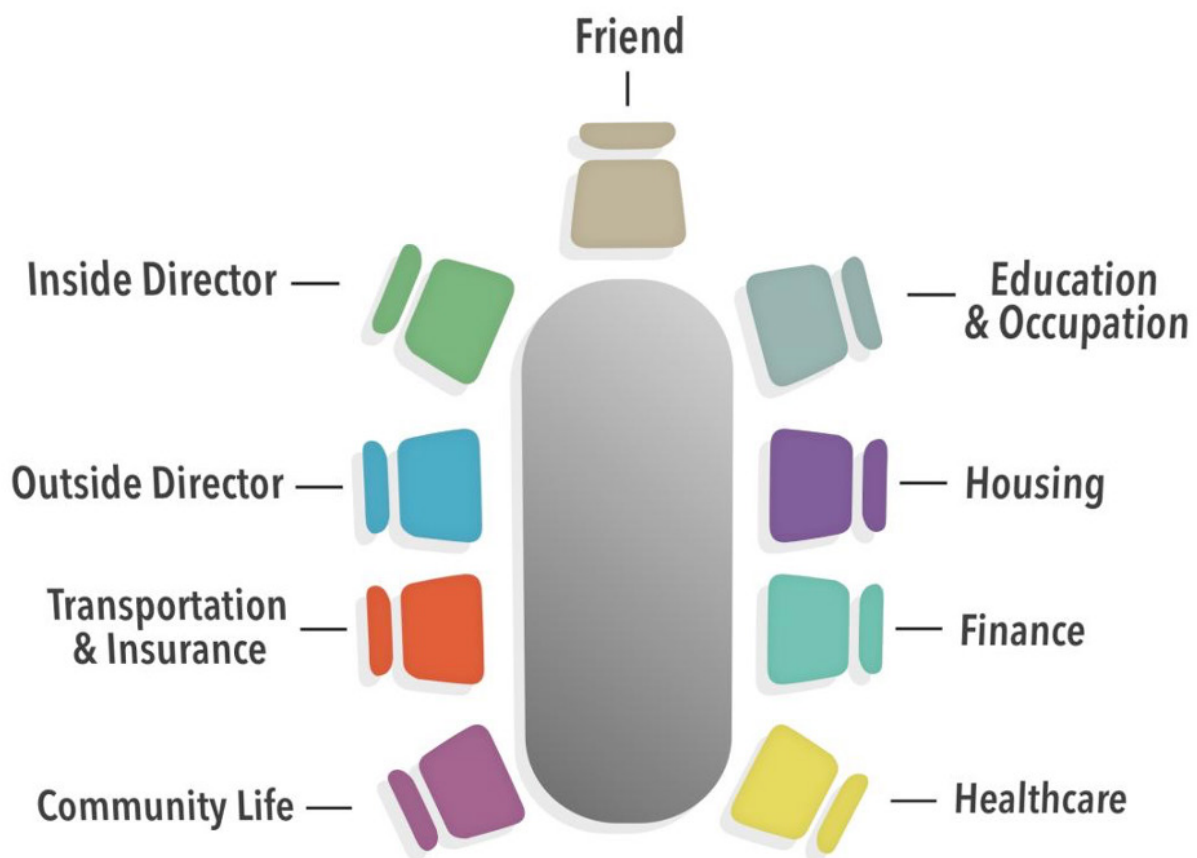 Friend
Inside Director
Education
& Occupation
Outside Director
Housing
Transportation
& Insurance
Finance
Community Life
Healthcare